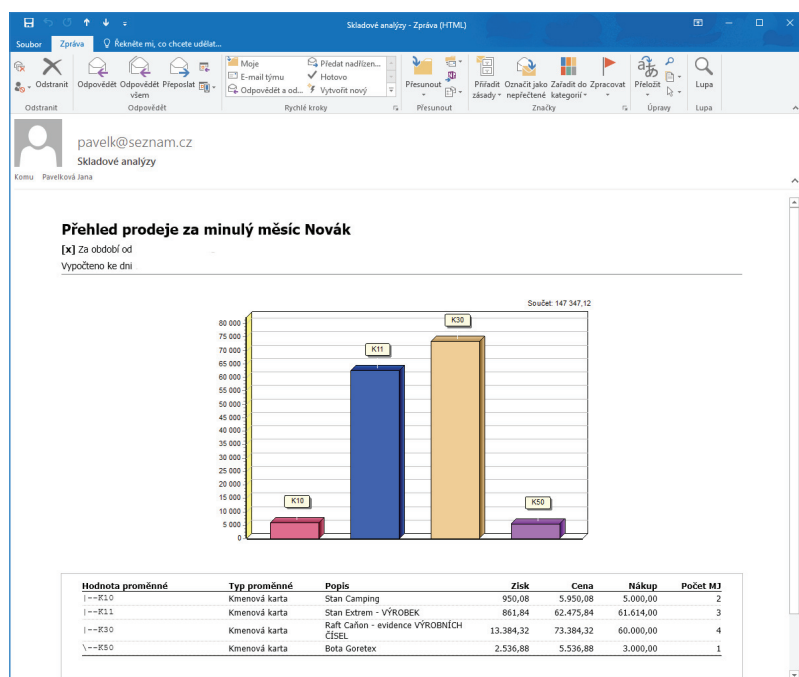 Skladové analýzy - Zpráva (HTML)
Soubor Zpráva Řekněte mi, co chcete udělat...
Odstranit
Odpovědět Odpovědět všem Přeposlat
Moje
E-mail týmu
Odpovědět a od...
Předat nadřízen...
Hotovo
Vytvořit nový
Přesunout
Přiřadit zásady
Označit jako nepřečtené
Zařadit do kategorií
Zpracovat
Přeložit
Lupa
Odstranit Odpovědět Rychlé kroky Přesunout Značky Úpravy Lupa
pavelk@seznam.cz
Skladové analýzy
Komu Pavelková Jana
Přehled prodeje za minulý měsíc Novák
[x] Za období od
Vypočteno ke dni
Součet: 147 347,12
80 000
75 000
70 000
65 000
60 000
55 000
50 000
45 000
40 000
35 000
30 000
25 000
20 000
15 000
10 000
5 000
0
K10
K11
K30
K50
Hodnota proměnné Typ proměnné Popis Zisk Cena Nákup Počet MJ
|--K10 Kmenová karta Stan Camping 950,08 5.950,08 5.000,00 2
|--K11 Kmenová karta Stan Extrem - VÝROBEK 861,84 62.475,84 61.614,00 3
|--K30 Kmenová karta Raft Caňon - evidence VÝROBNÍCH ČÍSEL 13.384,32 73.384,32 60.000,00 4
\--K50 Kmenová karta Bota Goretex 2.536,88 5.536,88 3.000,00 1